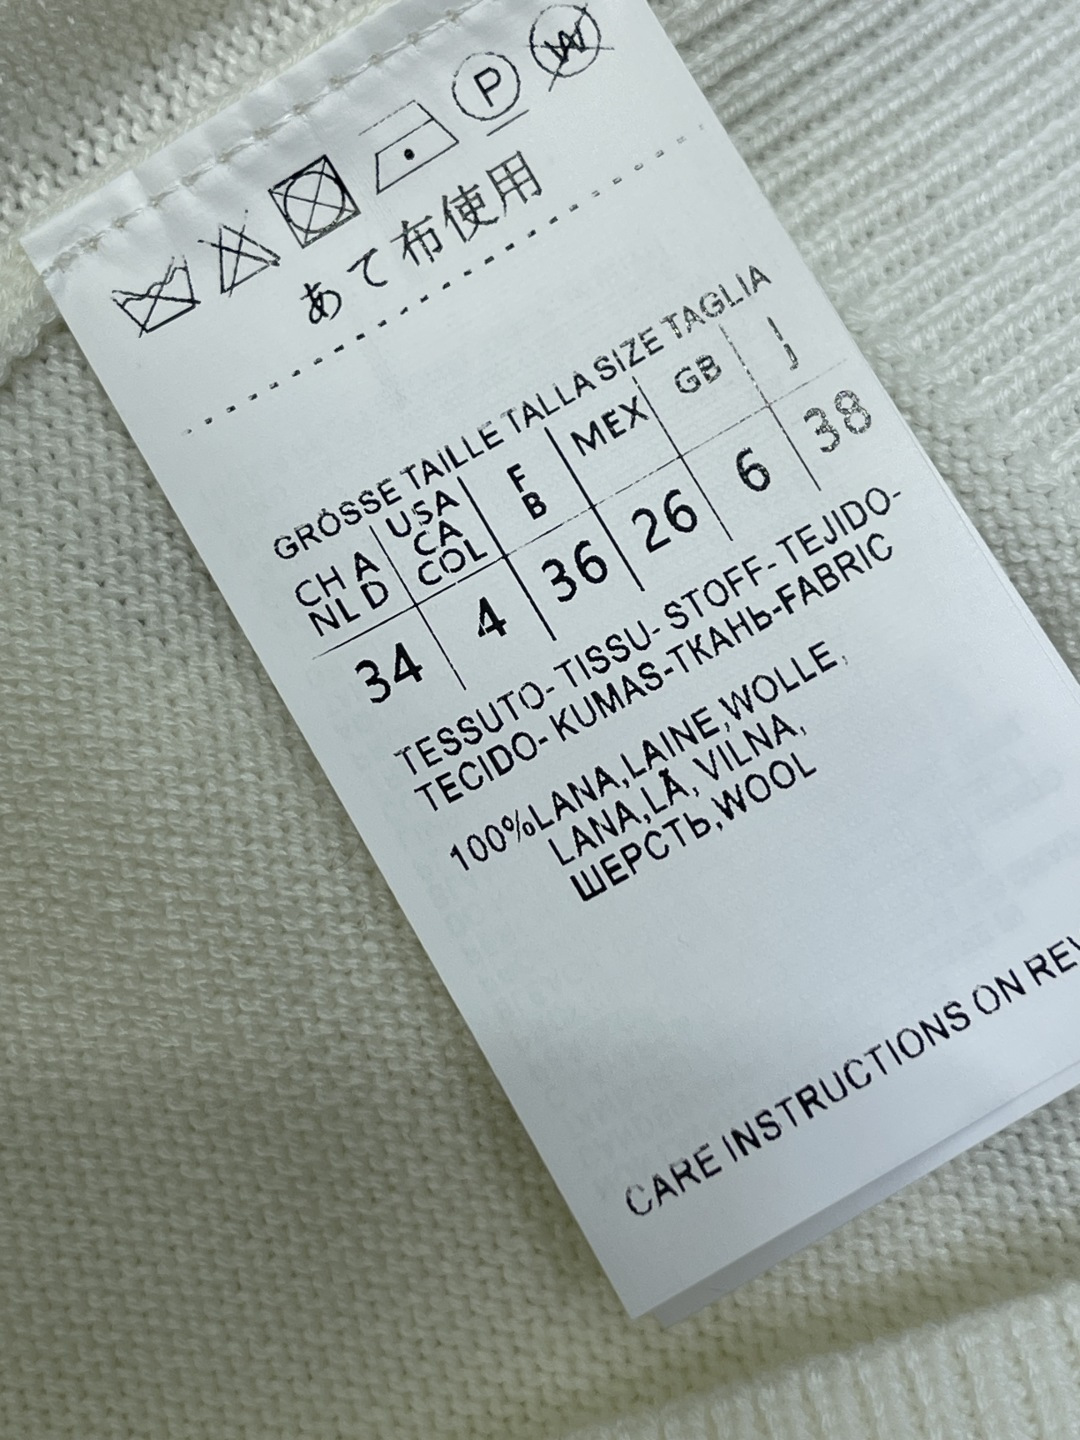 P
W
あて布使用
GRÖSSE TAILLE TALLA SIZE TAGLIA
CH A NL D
USA CA COL
F B
MEX
GB
I J
34 4 36 26 6 38
TESSUTO-TISSU-STOFF-TEJIDO-
TECIDO-KUMAS-ТКАНЬ-FABRIC
100%LANA,LAINE,WOLLE,
LANA,LÃ, VILNA,
ШЕРСТЬ,WOOL
CARE INSTRUCTIONS ON